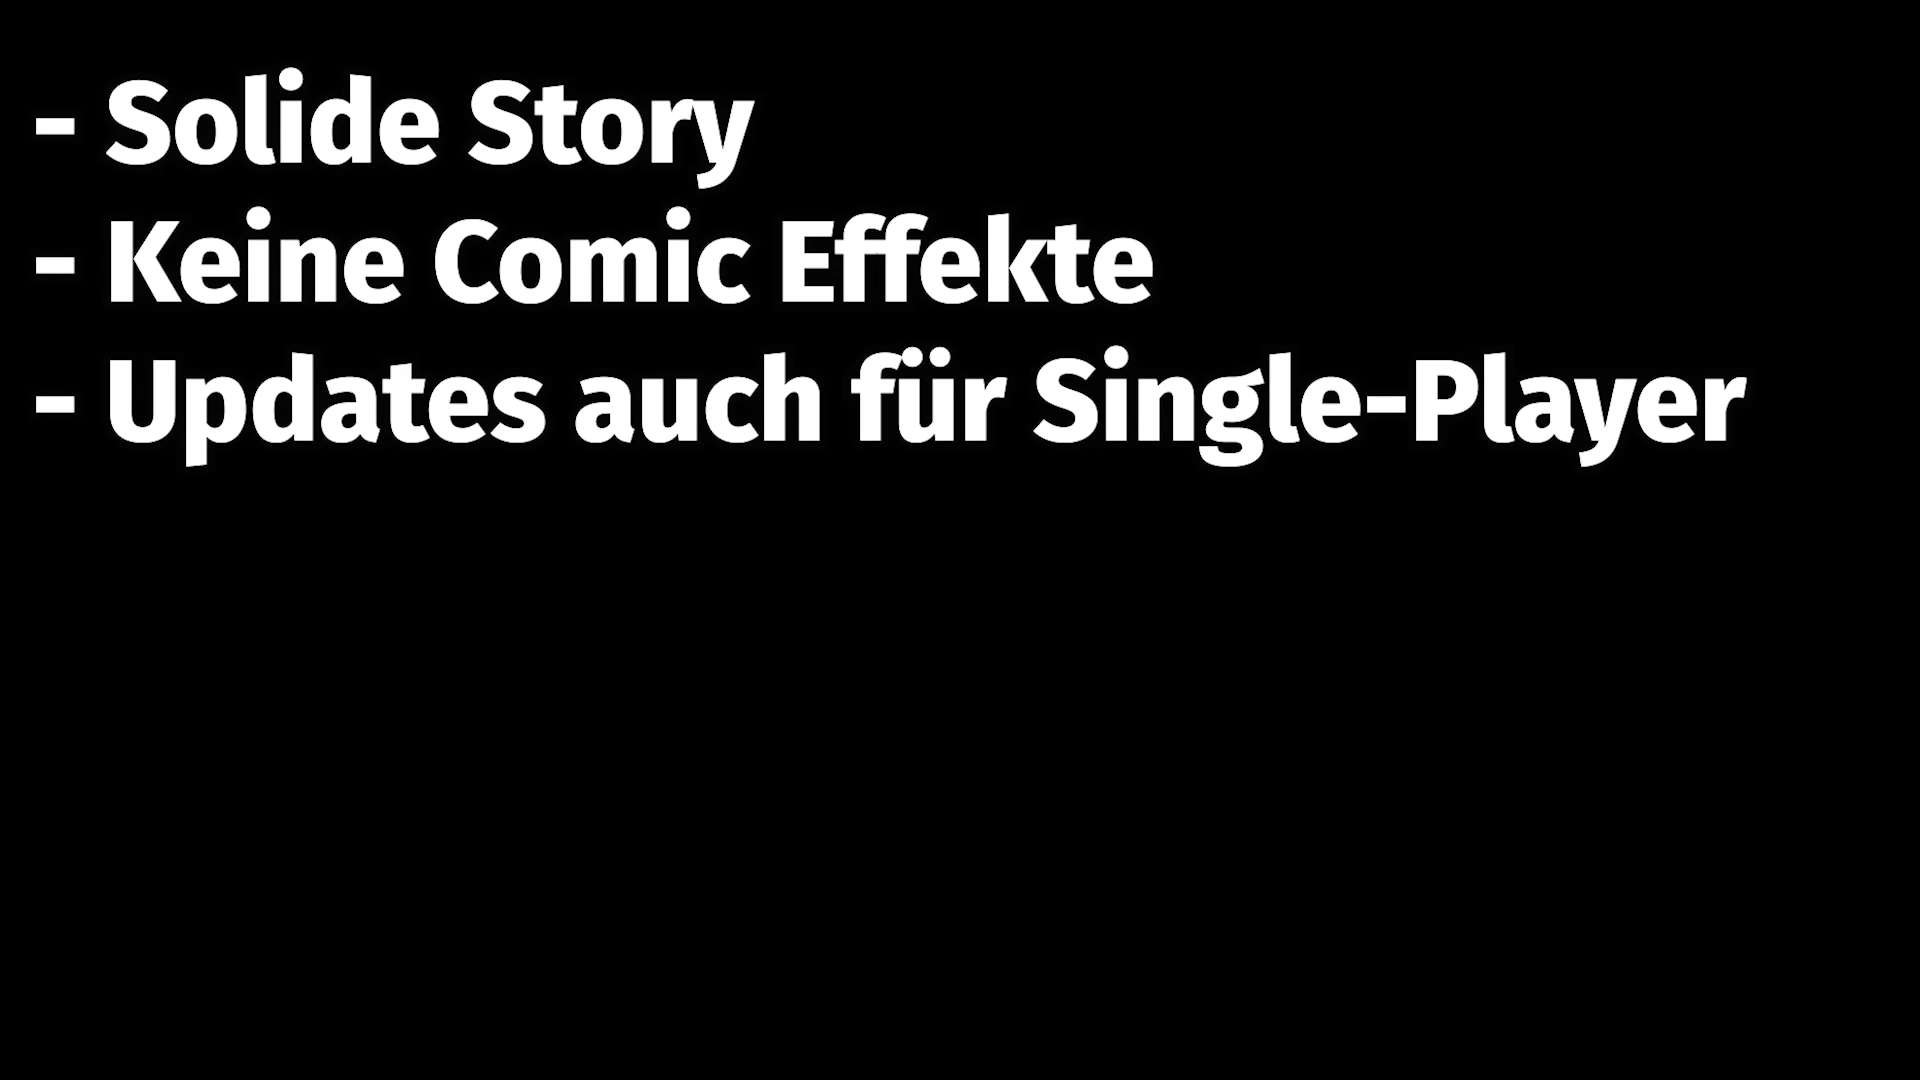 - Solide Story
- Keine Comic Effekte
- Updates auch für Single-Player